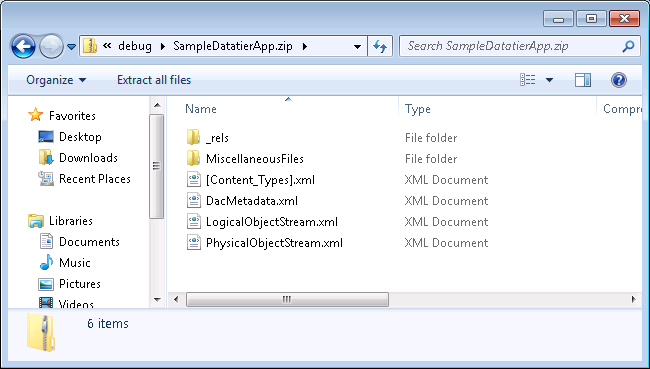 « debug ▸ SampleDatatierApp.zip ▸
Search SampleDatatierApp.zip
Organize ▾ Extract all files
Favorites
Desktop
Downloads
Recent Places
Libraries
Documents
Music
Pictures
Videos
Name Type Compre
_rels File folder
MiscellaneousFiles File folder
[Content_Types].xml XML Document
DacMetadata.xml XML Document
LogicalObjectStream.xml XML Document
PhysicalObjectStream.xml XML Document
6 items